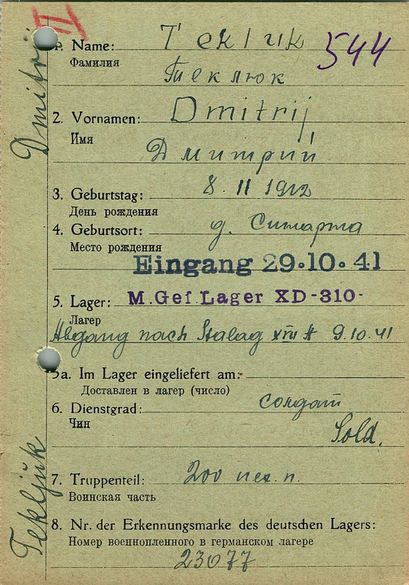 Dmitrij
II
544
1. Name: Tekljuk
Фамилия
Теклюк
2. Vornamen: Dmitrij
Имя
Дмитрий
3. Geburtstag: 8. 11 1912
День рождения
4. Geburtsort: д.
Место рождения
Eingang 29.10.41
5. Lager: M. Gef. Lager XD-310-
Лагерь
Abgang nach Stalag 9.10.41
5a. Im Lager eingeliefert am:
Доставлен в лагерь (число)
6. Dienstgrad: солдат
Чин
Sold.
7. Truppenteil: 200
Воинская часть
8. Nr. der Erkennungsmarke des deutschen Lagers:
Номер военнопленного в германском лагере
23077
Tekljuk